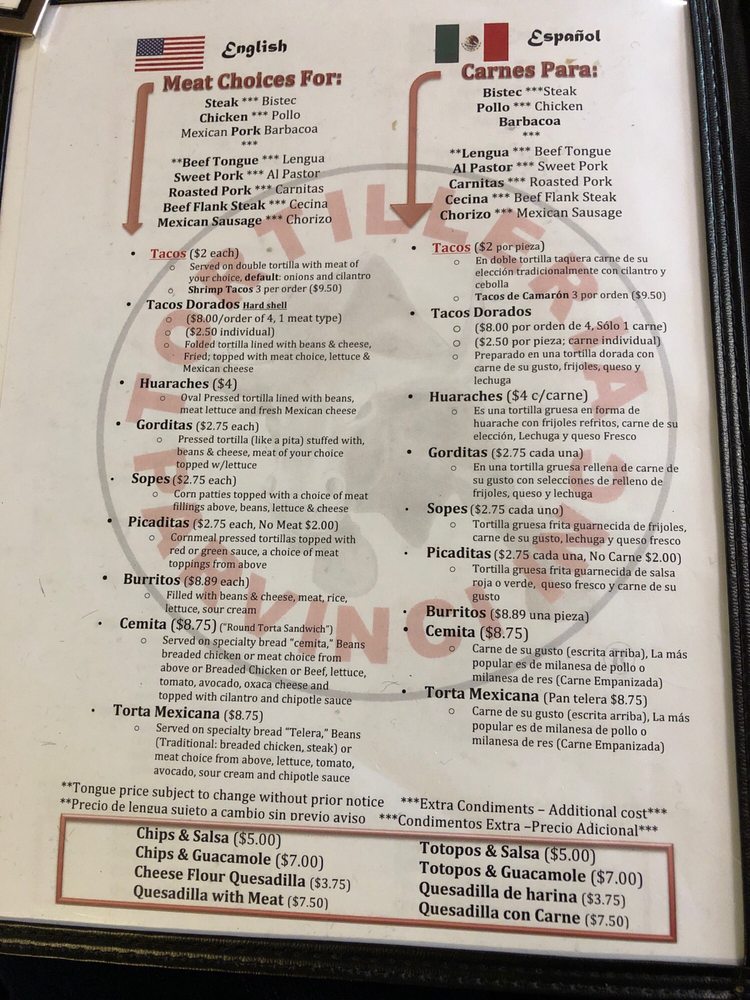 English
Meat Choices For:
Steak *** Bistec
Chicken *** Pollo
Mexican Pork Barbacoa
***
**Beef Tongue *** Lengua
Sweet Pork *** Al Pastor
Roasted Pork *** Carnitas
Beef Flank Steak *** Cecina
Mexican Sausage *** Chorizo
• Tacos ($2 each)
o Served on double tortilla with meat of
your choice, default: onions and cilantro
o Shrimp Tacos 3 per order ($9.50)
• Tacos Dorados Hard shell
o ($8.00/order of 4, 1 meat type)
o ($2.50 individual)
o Folded tortilla lined with beans & cheese,
Fried; topped with meat choice, lettuce &
Mexican cheese
• Huaraches ($4)
o Oval Pressed tortilla lined with beans,
meat lettuce and fresh Mexican cheese
• Gorditas ($2.75 each)
o Pressed tortilla (like a pita) stuffed with,
beans & cheese, meat of your choice
topped w/lettuce
• Sopes ($2.75 each)
o Corn patties topped with a choice of meat
fillings above, beans, lettuce & cheese
• Picaditas ($2.75 each, No Meat $2.00)
o Cornmeal pressed tortillas topped with
red or green sauce, a choice of meat
toppings from above
• Burritos ($8.89 each)
o Filled with beans & cheese, meat, rice,
lettuce, sour cream
• Cemita ($8.75) ("Round Torta Sandwich")
o Served on specialty bread "cemita," Beans
breaded chicken or meat choice from
above or Breaded Chicken or Beef, lettuce,
tomato, avocado, oxaca cheese and
topped with cilantro and chipotle sauce
• Torta Mexicana ($8.75)
o Served on specialty bread "Telera," Beans
(Traditional: breaded chicken, steak) or
meat choice from above, lettuce, tomato,
avocado, sour cream and chipotle sauce
Español
Carnes Para:
Bistec ***Steak
Pollo *** Chicken
Barbacoa
***
**Lengua *** Beef Tongue
Al Pastor *** Sweet Pork
Carnitas *** Roasted Pork
Cecina *** Beef Flank Steak
Chorizo *** Mexican Sausage
• Tacos ($2 por pieza)
o En doble tortilla taquera carne de su
elección tradicionalmente con cilantro y
cebolla
o Tacos de Camarón 3 por orden ($9.50)
• Tacos Dorados
o ($8.00 por orden de 4, Sólo 1 carne)
o ($2.50 por pieza; carne individual)
o Preparado en una tortilla dorada con
carne de su gusto, frijoles, queso y
lechuga
• Huaraches ($4 c/carne)
o Es una tortilla gruesa en forma de
huarache con frijoles refritos, carne de su
elección, Lechuga y queso Fresco
• Gorditas ($2.75 cada una)
o En una tortilla gruesa rellena de carne de
su gusto con selecciones de relleno de
frijoles, queso y lechuga
• Sopes ($2.75 cada uno)
o Tortilla gruesa frita guarnecida de frijoles,
carne de su gusto, lechuga y queso fresco
• Picaditas ($2.75 cada una, No Carne $2.00)
o Tortilla gruesa frita guarnecida de salsa
roja o verde, queso fresco y carne de su
gusto
• Burritos ($8.89 una pieza)
• Cemita ($8.75)
o Carne de su gusto (escrita arriba), La más
popular es de milanesa de pollo o
milanesa de res (Carne Empanizada)
• Torta Mexicana (Pan telera $8.75)
o Carne de su gusto (escrita arriba), La más
popular es de milanesa de pollo o
milanesa de res (Carne Empanizada)
**Tongue price subject to change without prior notice ***Extra Condiments – Additional cost***
**Precio de lengua sujeto a cambio sin previo aviso ***Condimentos Extra –Precio Adicional***
Chips & Salsa ($5.00)
Chips & Guacamole ($7.00)
Cheese Flour Quesadilla ($3.75)
Quesadilla with Meat ($7.50)
Totopos & Salsa ($5.00)
Totopos & Guacamole ($7.00)
Quesadilla de harina ($3.75)
Quesadilla con Carne ($7.50)